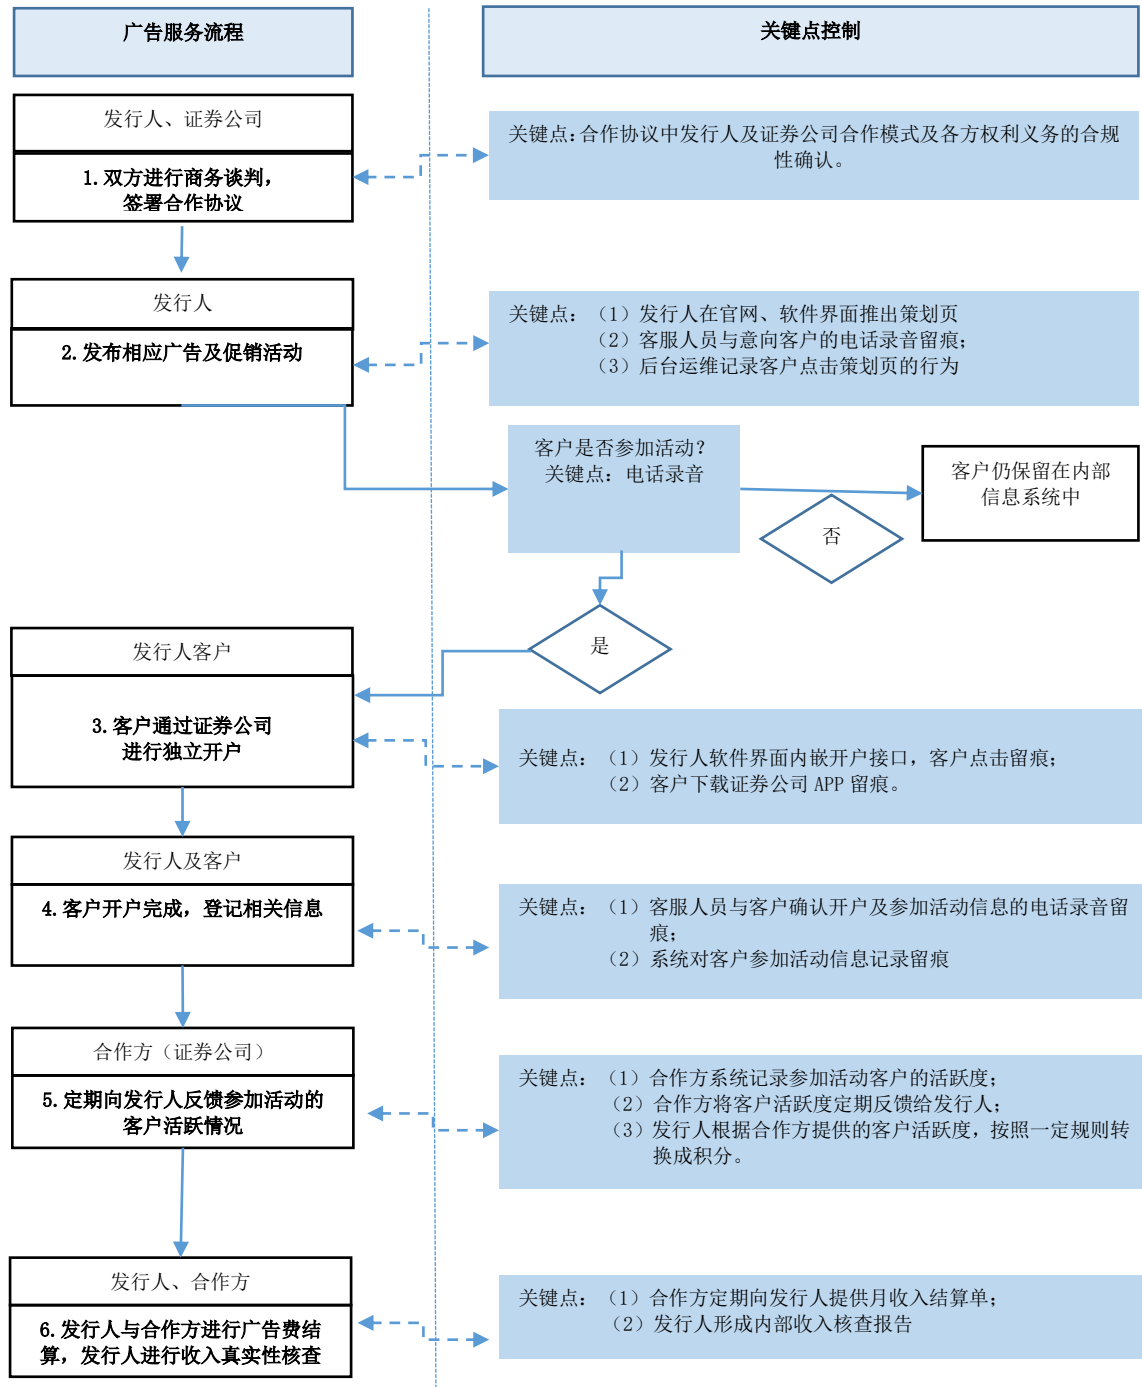 广告服务流程
关键点控制
发行人、证券公司
1.双方进行商务谈判，
签署合作协议
关键点：合作协议中发行人及证券公司合作模式及各方权利义务的合规
性确认。
发行人
2.发布相应广告及促销活动
关键点：（1）发行人在官网、软件界面推出策划页
（2）客服人员与意向客户的电话录音留痕；
（3）后台运维记录客户点击策划页的行为
客户是否参加活动？
关键点：电话录音
客户仍保留在内部
信息系统中
否
是
发行人客户
3.客户通过证券公司
进行独立开户
关键点：（1）发行人软件界面内嵌开户接口，客户点击留痕；
（2）客户下载证券公司 APP 留痕。
发行人及客户
4.客户开户完成，登记相关信息
关键点：（1）客服人员与客户确认开户及参加活动信息的电话录音留
痕；
（2）系统对客户参加活动信息记录留痕
合作方（证券公司）
5.定期向发行人反馈参加活动的
客户活跃情况
关键点：（1）合作方系统记录参加活动客户的活跃度；
（2）合作方将客户活跃度定期反馈给发行人；
（3）发行人根据合作方提供的客户活跃度，按照一定规则转
换成积分。
发行人、合作方
6.发行人与合作方进行广告费结
算，发行人进行收入真实性核查
关键点：（1）合作方定期向发行人提供月收入结算单；
（2）发行人形成内部收入核查报告